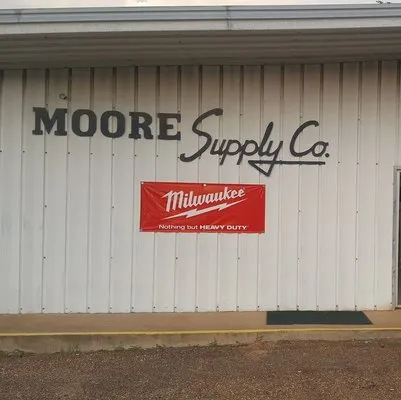 MOORE Supply Co.
Milwaukee
Nothing but HEAVY DUTY